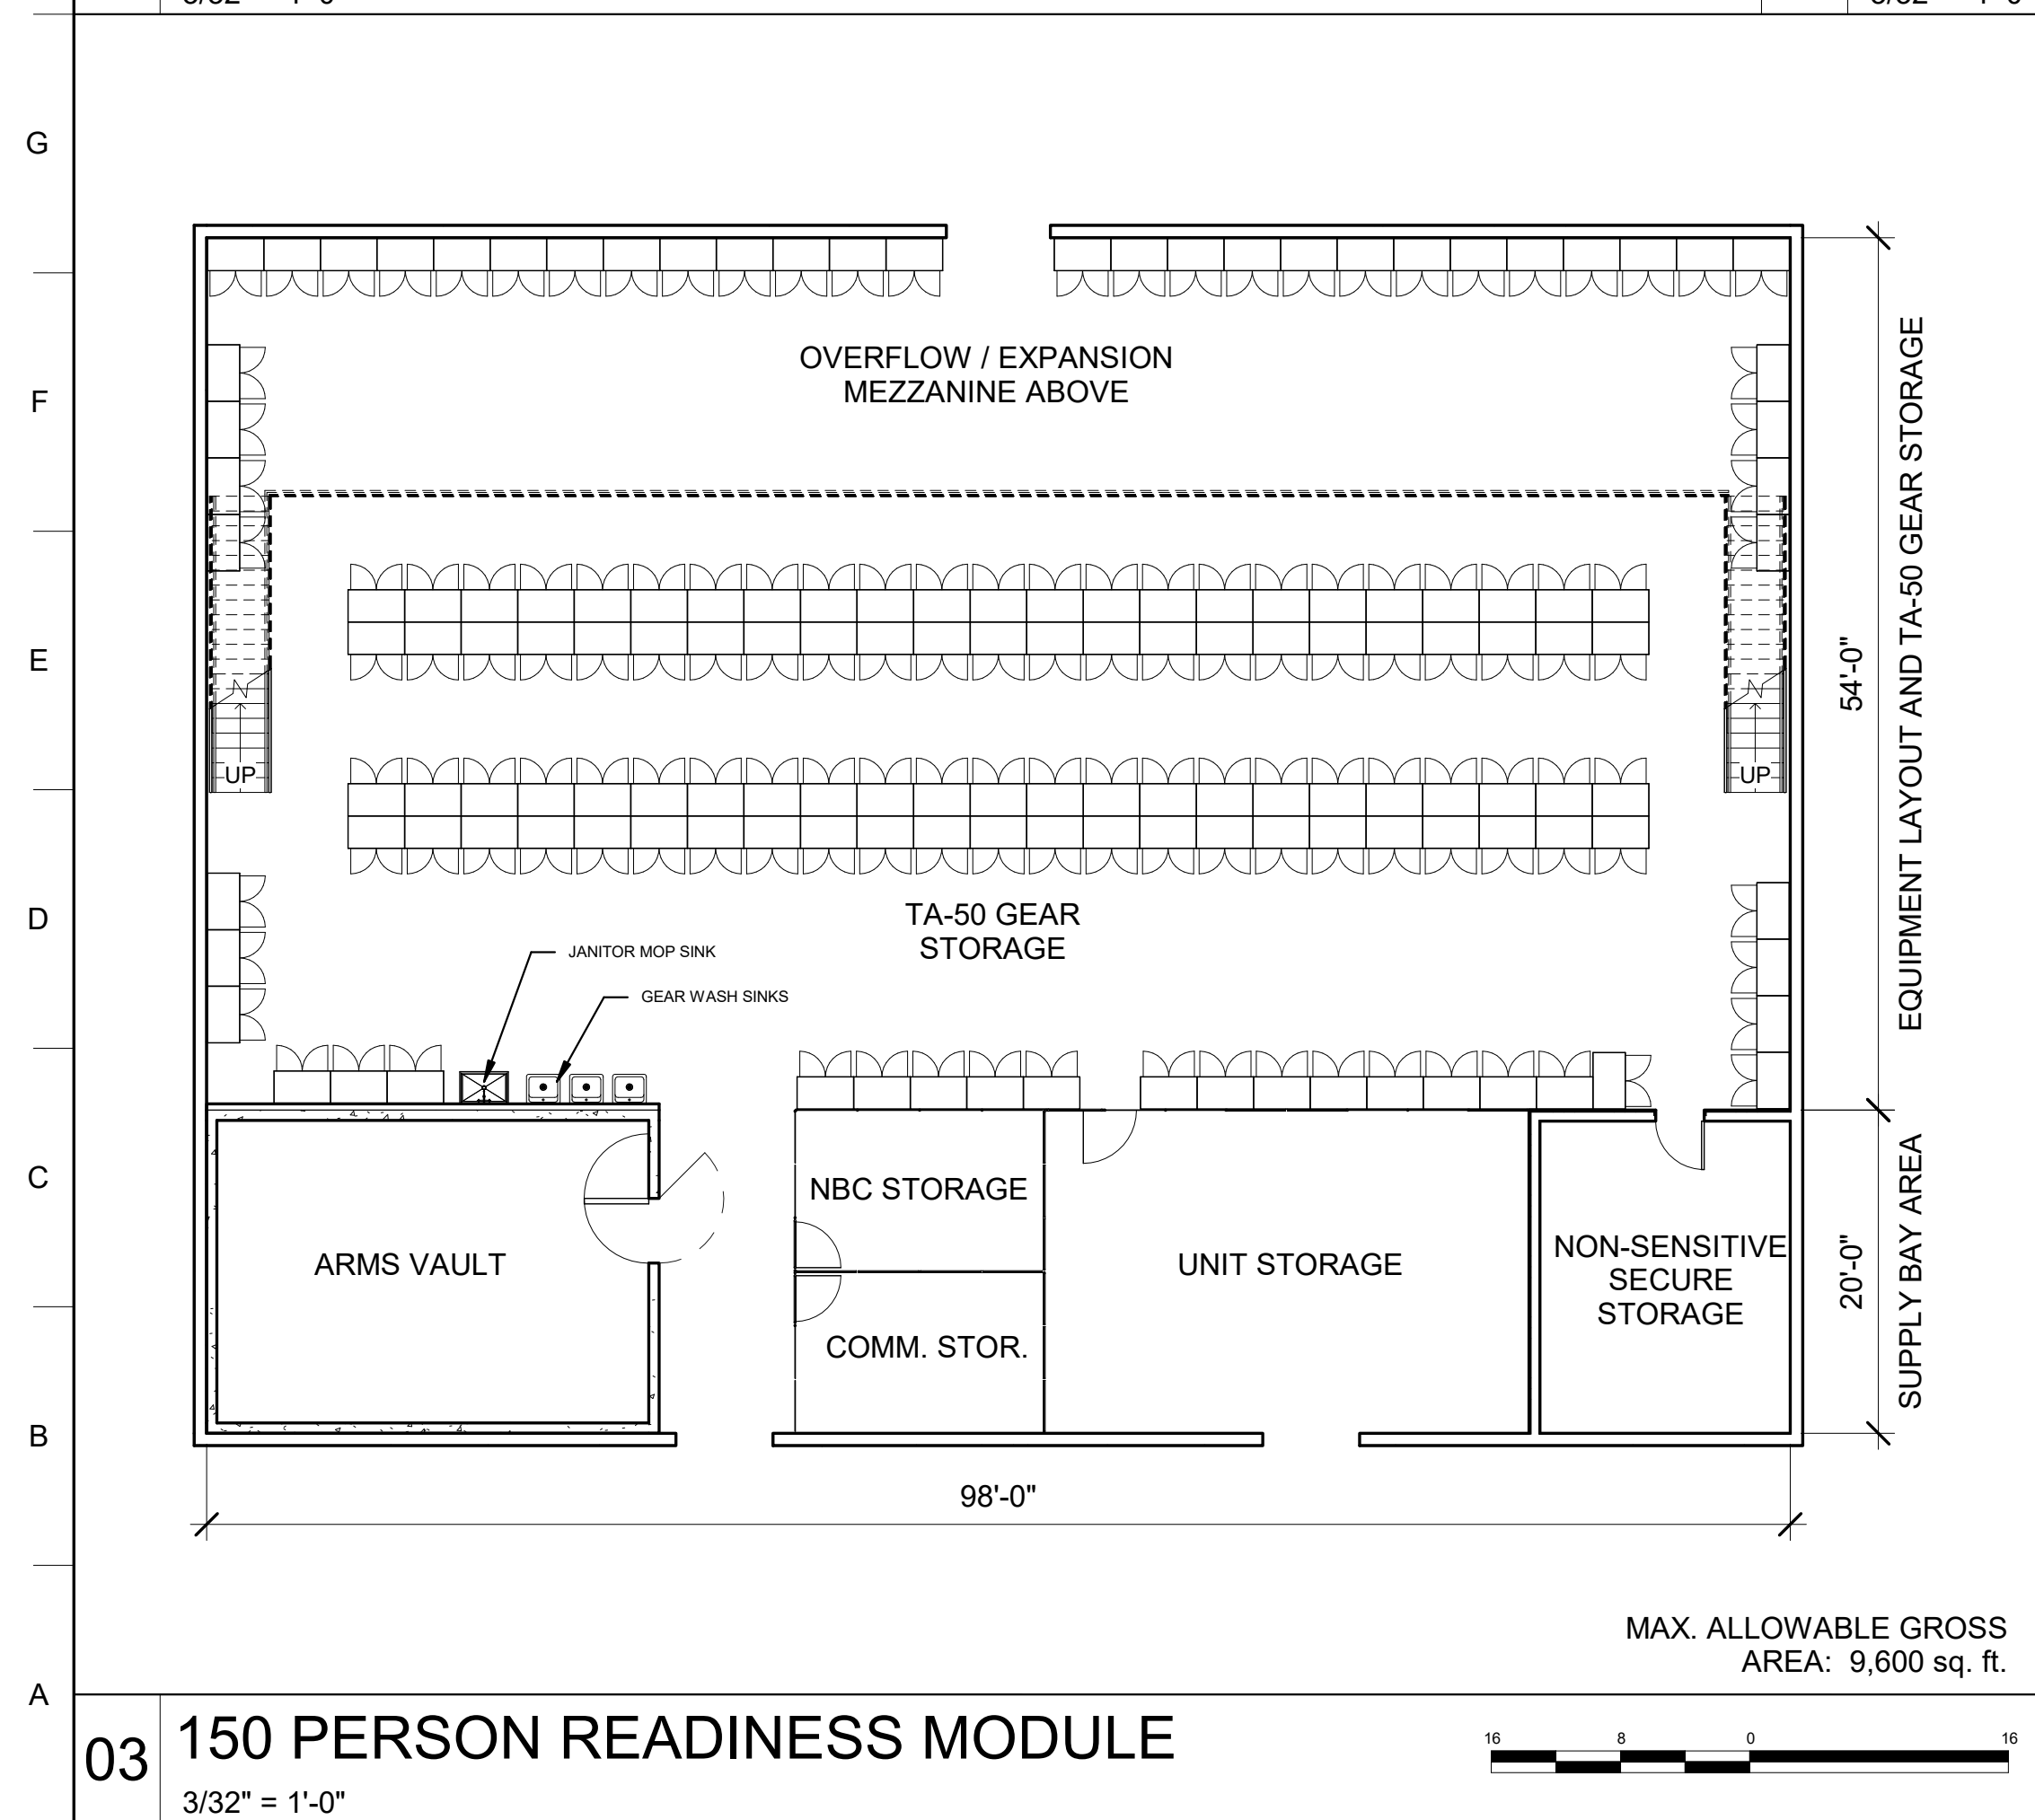 G
F
E
D
C
B
A
OVERFLOW / EXPANSION
MEZZANINE ABOVE
UP
UP
TA-50 GEAR
STORAGE
JANITOR MOP SINK
GEAR WASH SINKS
ARMS VAULT
NBC STORAGE
COMM. STOR.
UNIT STORAGE
NON-SENSITIVE
SECURE
STORAGE
54'-0"
EQUIPMENT LAYOUT AND TA-50 GEAR STORAGE
20'-0"
SUPPLY BAY AREA
98'-0"
MAX. ALLOWABLE GROSS
AREA: 9,600 sq. ft.
03
150 PERSON READINESS MODULE
3/32" = 1'-0"
16 8 0 16